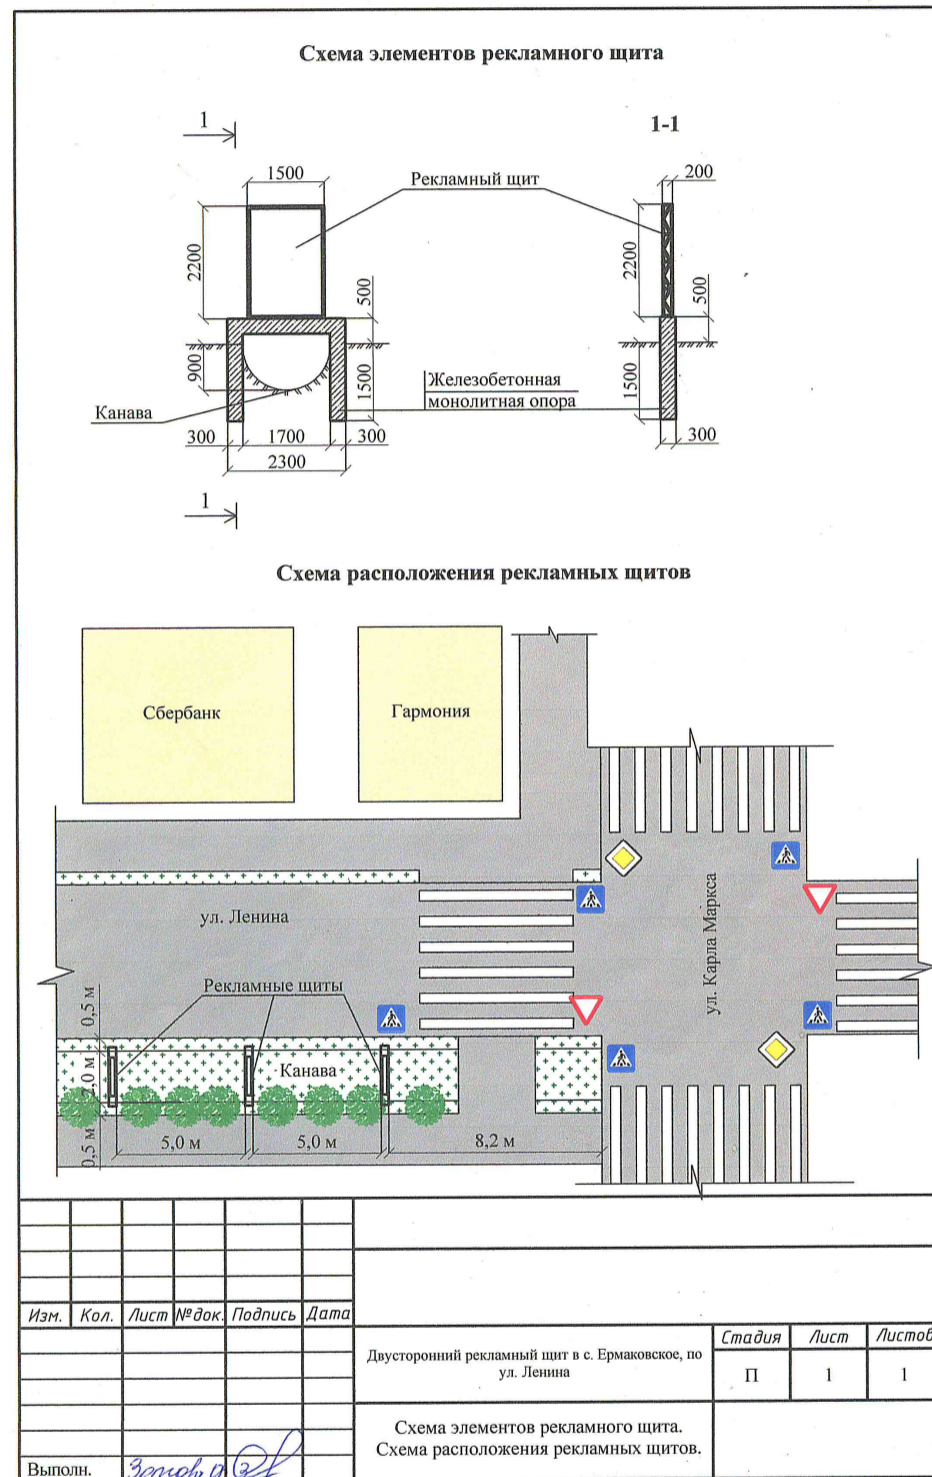 Схема элементов рекламного щита
1
1-1
1500
200
Рекламный щит
2200
500
2200
500
900
1500
1500
Железобетонная
монолитная опора
Канава
300
1700
300
300
2300
1
Схема расположения рекламных щитов
Сбербанк
Гармония
ул. Ленина
ул. Карла Маркса
Рекламные щиты
0,5 м
2,0 м
Канава
0,5 м
5,0 м
5,0 м
8,2 м
Изм.
Кол.
Лист
№док.
Подпись
Дата
Стадия
Лист
Листов
Двусторонний рекламный щит в с. Ермаковское, по
ул. Ленина
П
1
1
Схема элементов рекламного щита.
Схема расположения рекламных щитов.
Выполн.